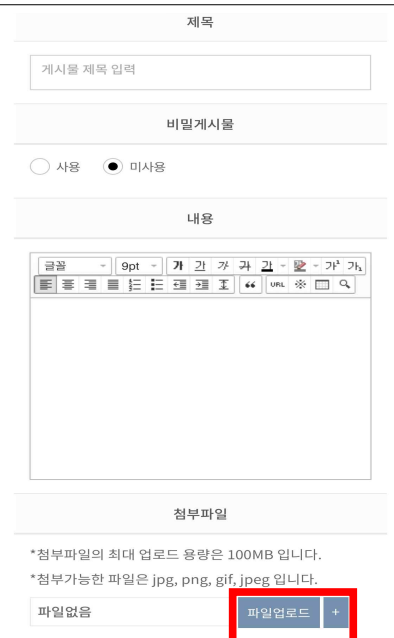 제목
게시물 제목 입력
비밀게시물
사용 미사용
내용
글꼴 9pt 가 간 가 가 간 가¹ 가₁
URL
첨부파일
*첨부파일의 최대 업로드 용량은 100MB 입니다.
*첨부가능한 파일은 jpg, png, gif, jpeg 입니다.
파일없음 파일업로드 +